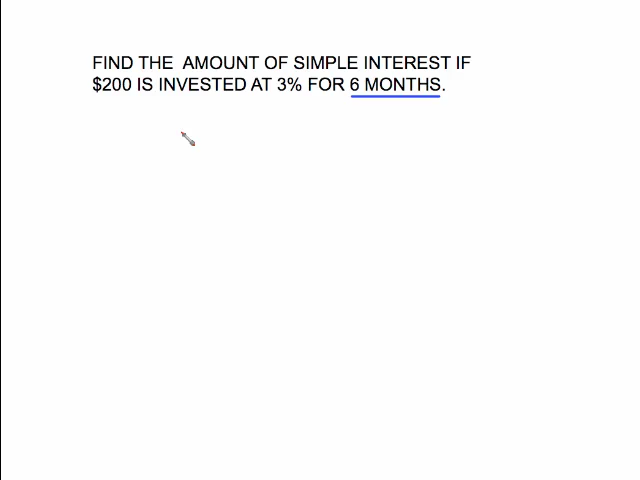 FIND THE AMOUNT OF SIMPLE INTEREST IF
$200 IS INVESTED AT 3% FOR 6 MONTHS.